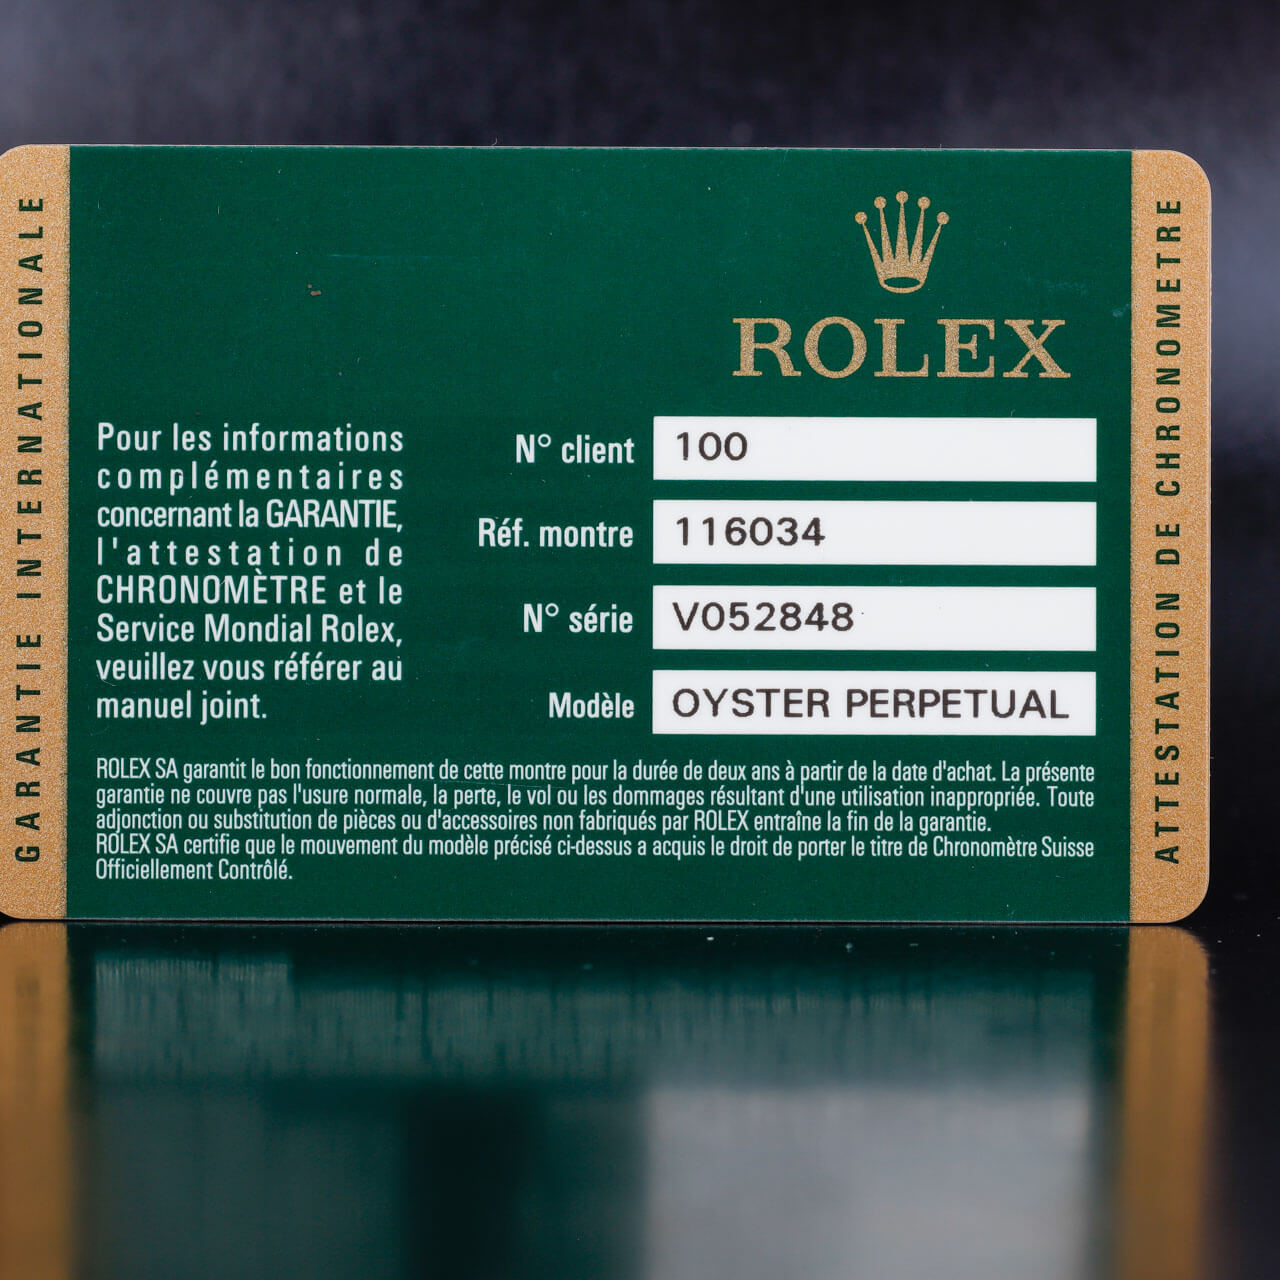 GARANTIE INTERNATIONALE
ROLEX
Pour les informations
complémentaires
concernant la GARANTIE,
l'attestation de
CHRONOMÈTRE et le
Service Mondial Rolex,
veuillez vous référer au
manuel joint.
N° client 100
Réf. montre 116034
N° série V052848
Modèle OYSTER PERPETUAL
ROLEX SA garantit le bon fonctionnement de cette montre pour la durée de deux ans à partir de la date d'achat. La présente
garantie ne couvre pas l'usure normale, la perte, le vol ou les dommages résultant d'une utilisation inappropriée. Toute
adjonction ou substitution de pièces ou d'accessoires non fabriqués par ROLEX entraîne la fin de la garantie.
ROLEX SA certifie que le mouvement du modèle précisé ci-dessus a acquis le droit de porter le titre de Chronomètre Suisse
Officiellement Contrôlé.
ATTESTATION DE CHRONOMETRE